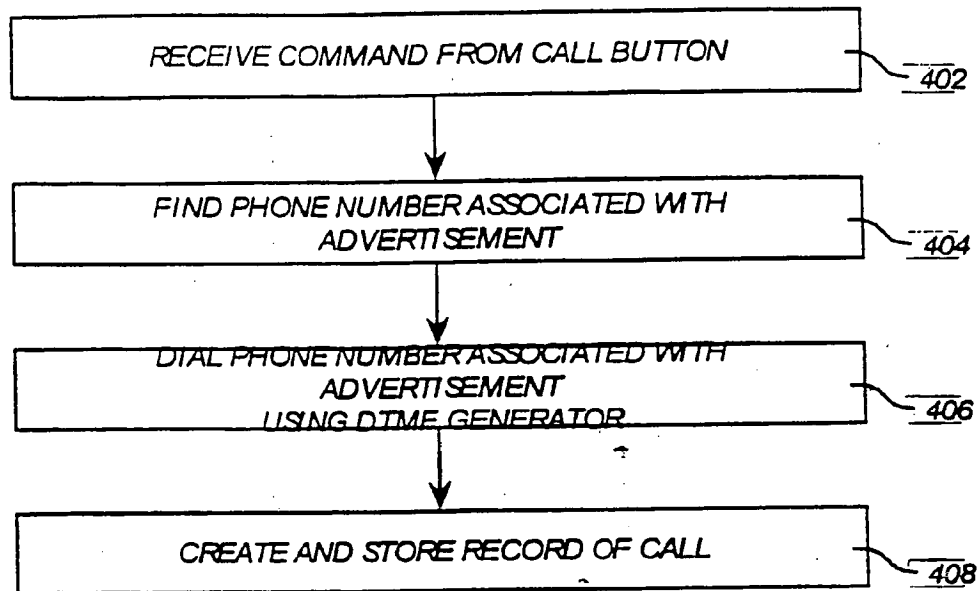 RECEIVE COMMAND FROM CALL BUTTON
402
FIND PHONE NUMBER ASSOCIATED WITH
ADVERTISEMENT
404
DIAL PHONE NUMBER ASSOCIATED WITH
ADVERTISEMENT
USING DTMF GENERATOR
406
CREATE AND STORE RECORD OF CALL
408